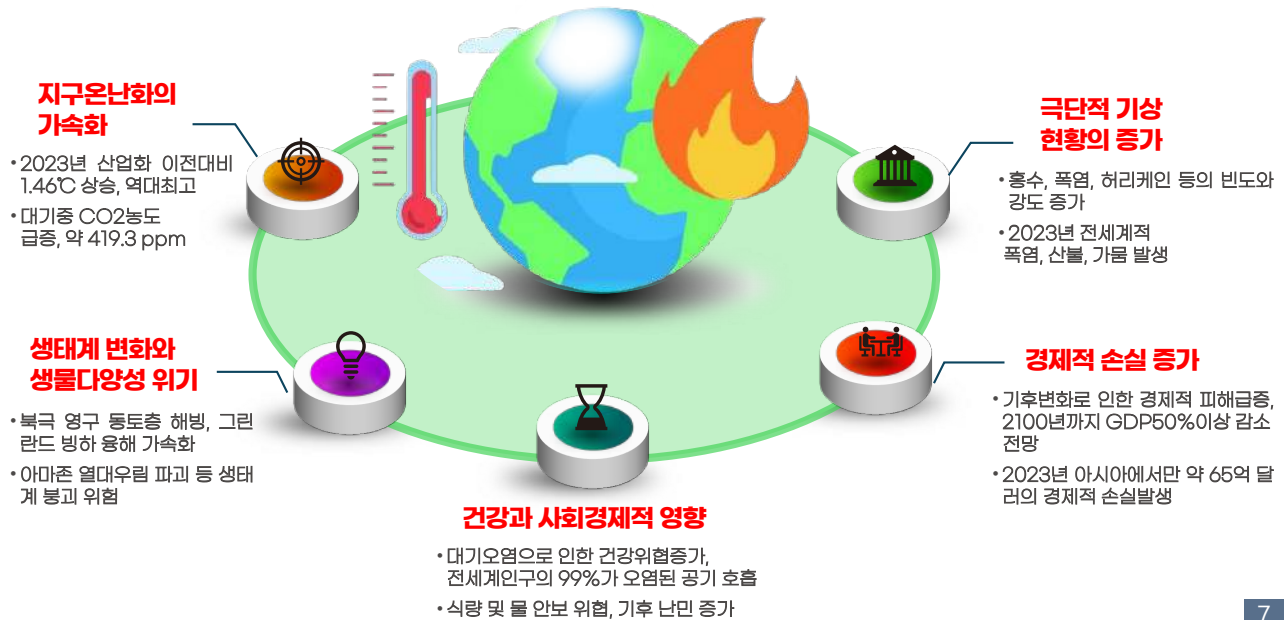 지구온난화의
가속화
• 2023년 산업화 이전대비
1.46℃ 상승, 역대최고
• 대기중 CO2농도
급증, 약 419.3 ppm
극단적 기상
현황의 증가
• 홍수, 폭염, 허리케인 등의 빈도와
강도 증가
• 2023년 전세계적
폭염, 산불, 가뭄 발생
생태계 변화와
생물다양성 위기
• 북극 영구 동토층 해빙, 그린
란드 빙하 융해 가속화
• 아마존 열대우림 파괴 등 생태
계 붕괴 위험
경제적 손실 증가
• 기후변화로 인한 경제적 피해급증,
2100년까지 GDP50%이상 감소
전망
• 2023년 아시아에서만 약 65억 달
러의 경제적 손실발생
건강과 사회경제적 영향
• 대기오염으로 인한 건강위협증가,
전세계인구의 99%가 오염된 공기 호흡
• 식량 및 물 안보 위협, 기후 난민 증가
7